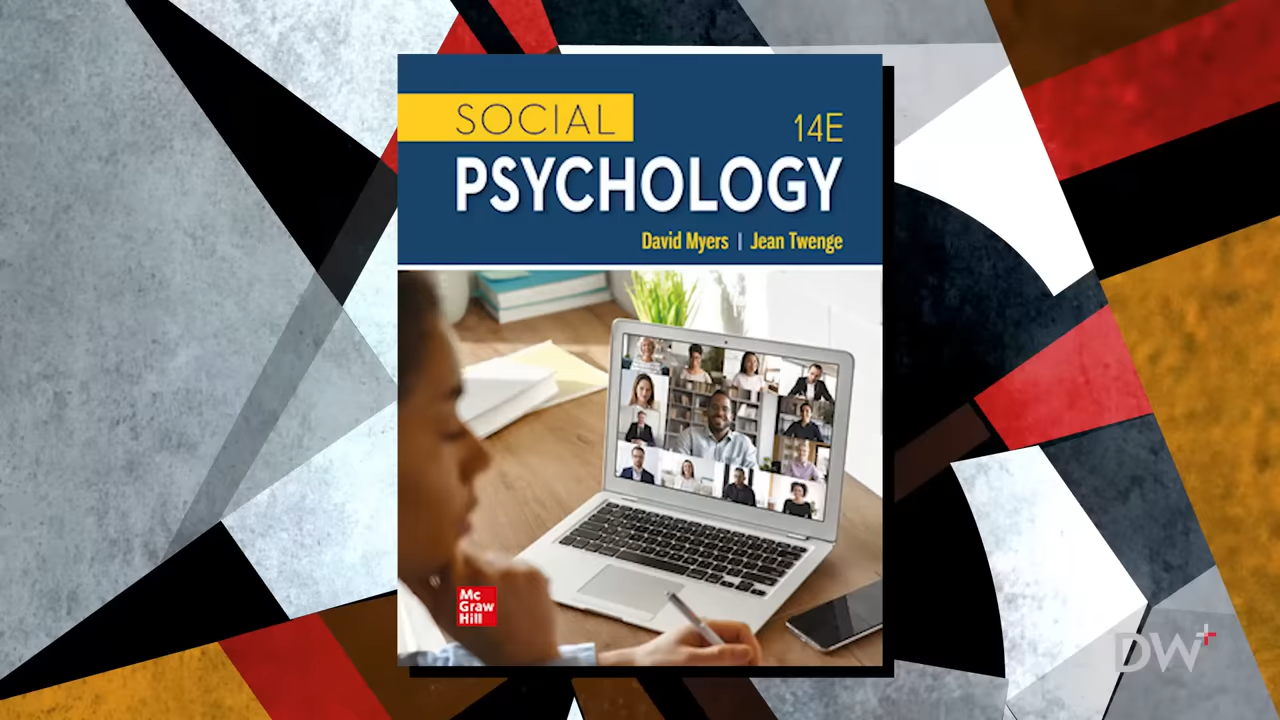 SOCIAL
14E
PSYCHOLOGY
David Myers | Jean Twenge
Mc
Graw
Hill
DW+